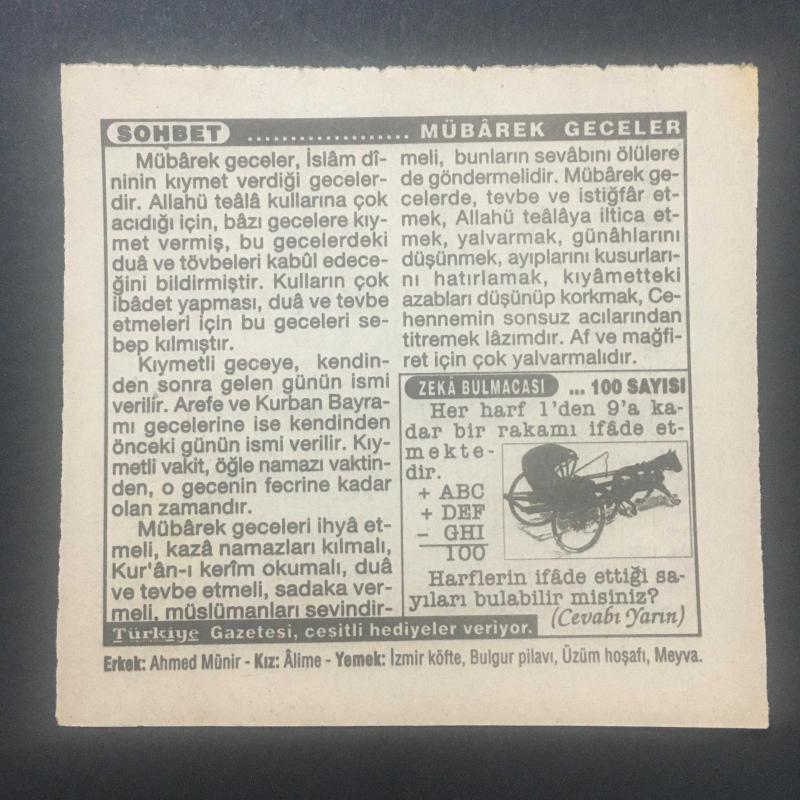 SOHBET .................. MÜBÂREK GECELER
Mübârek geceler, İslâm dî-
ninin kıymet verdiği geceler-
dir. Allahü teâlâ kullarına çok
acıdığı için, bâzı gecelere kıy-
met vermiş, bu gecelerdeki
duâ ve tövbeleri kabûl edece-
ğini bildirmiştir. Kulların çok
ibâdet yapması, duâ ve tevbe
etmeleri için bu geceleri se-
bep kılmıştır.
Kıymetli geceye, kendin-
den sonra gelen günün ismi
verilir. Arefe ve Kurban Bayra-
mı gecelerine ise kendinden
önceki günün ismi verilir. Kıy-
metli vakit, öğle namazı vaktin-
den, o gecenin fecrine kadar
olan zamandır.
Mübârek geceleri ihyâ et-
meli, kazâ namazları kılmalı,
Kur'ân-ı kerîm okumalı, duâ
ve tevbe etmeli, sadaka ver-
meli, müslümanları sevindir-
meli, bunların sevâbını ölülere
de göndermelidir. Mübârek ge-
celerde, tevbe ve istiğfâr et-
mek, Allahü teâlâya iltica et-
mek, yalvarmak, günâhlarını
düşünmek, ayıplarını kusurları-
nı hatırlamak, kıyâmetteki
azabları düşünüp korkmak, Ce-
hennemin sonsuz acılarından
titremek lâzımdır. Af ve mağfi-
ret için çok yalvarmalıdır.
ZEKÂ BULMACASI ... 100 SAYISI
Her harf 1'den 9'a ka-
dar bir rakamı ifâde et-
mekte-
dir.
+ ABC
+ DEF
- GHI
100
Harflerin ifâde ettiği sa-
yıları bulabilir misiniz?
(Cevabı Yarın)
Türkiye Gazetesi, çeşitli hediyeler veriyor.
Erkek: Ahmed Münir - Kız: Âlime - Yemek: İzmir köfte, Bulgur pilavı, Üzüm hoşafı, Meyva.